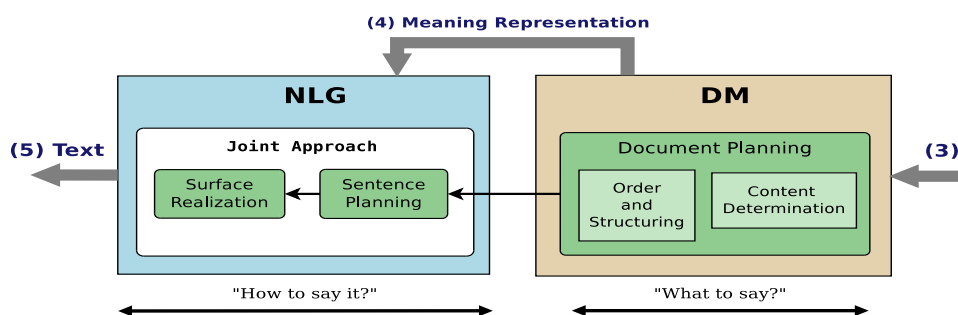 (4) Meaning Representation
NLG
DM
(5) Text
Joint Approach
Surface
Realization
Sentence
Planning
Document Planning
Order
and
Structuring
Content
Determination
(3)
"How to say it?"
"What to say?"